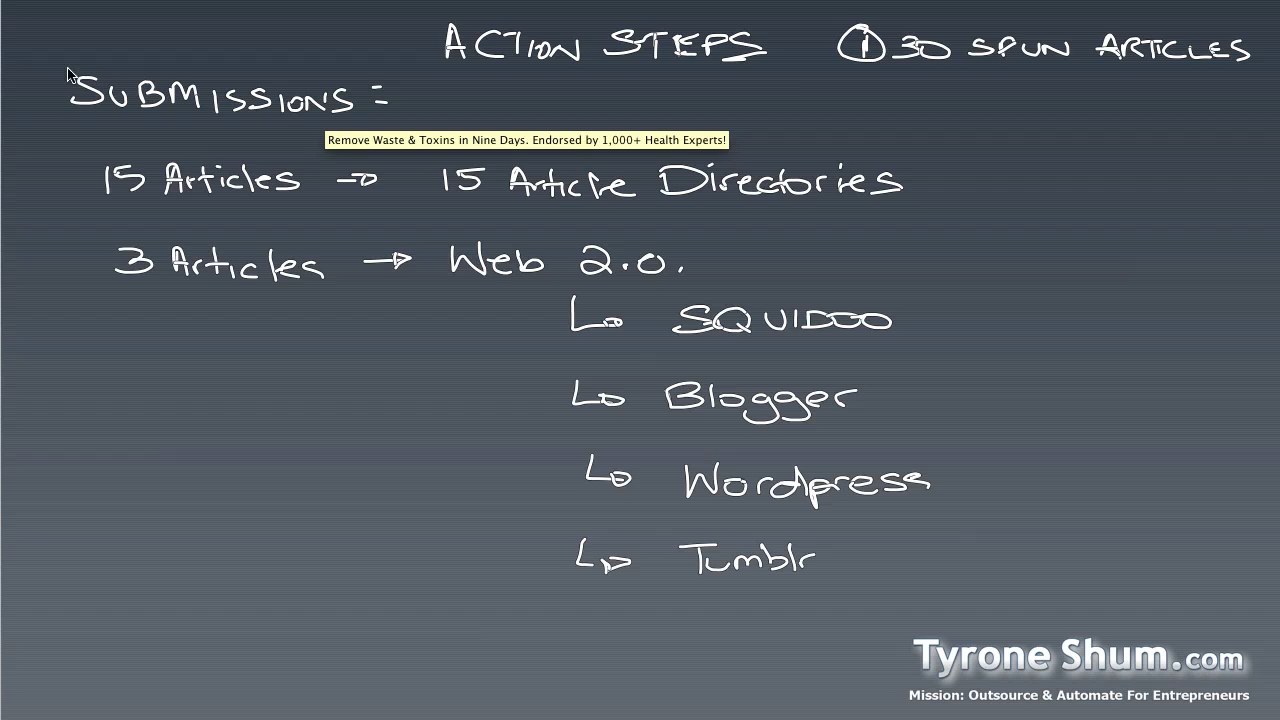 ACTION STEPS ① 30 SPUN ARTICLES
SUBMISSIONS =
Remove Waste & Toxins in Nine Days. Endorsed by 1,000+ Health Experts!
15 Articles → 15 Article Directories
3 Articles → Web 2.0.
↳ SQUIDOO
↳ Blogger
↳ Wordpress
↳ Tumblr
Tyrone Shum.com
Mission: Outsource & Automate For Entrepreneurs